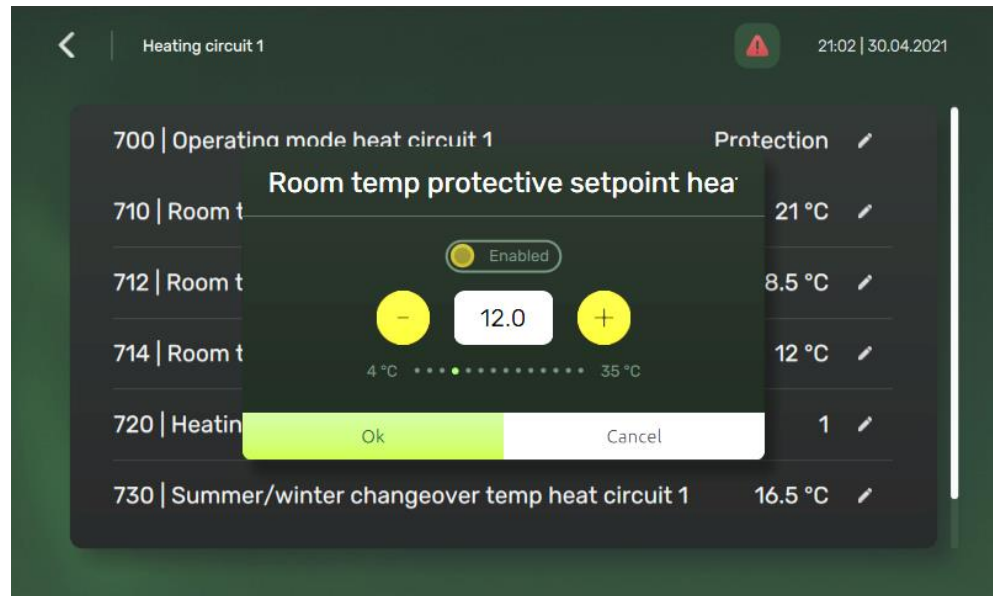 Heating circuit 1
21:02 | 30.04.2021
700 | Operating mode heat circuit 1 Protection
Room temp protective setpoint hea
710 | Room t 21 °C
Enabled
712 | Room t 8.5 °C
- 12.0 +
714 | Room t 12 °C
4 °C 35 °C
720 | Heatin 1
Ok Cancel
730 | Summer/winter changeover temp heat circuit 1 16.5 °C